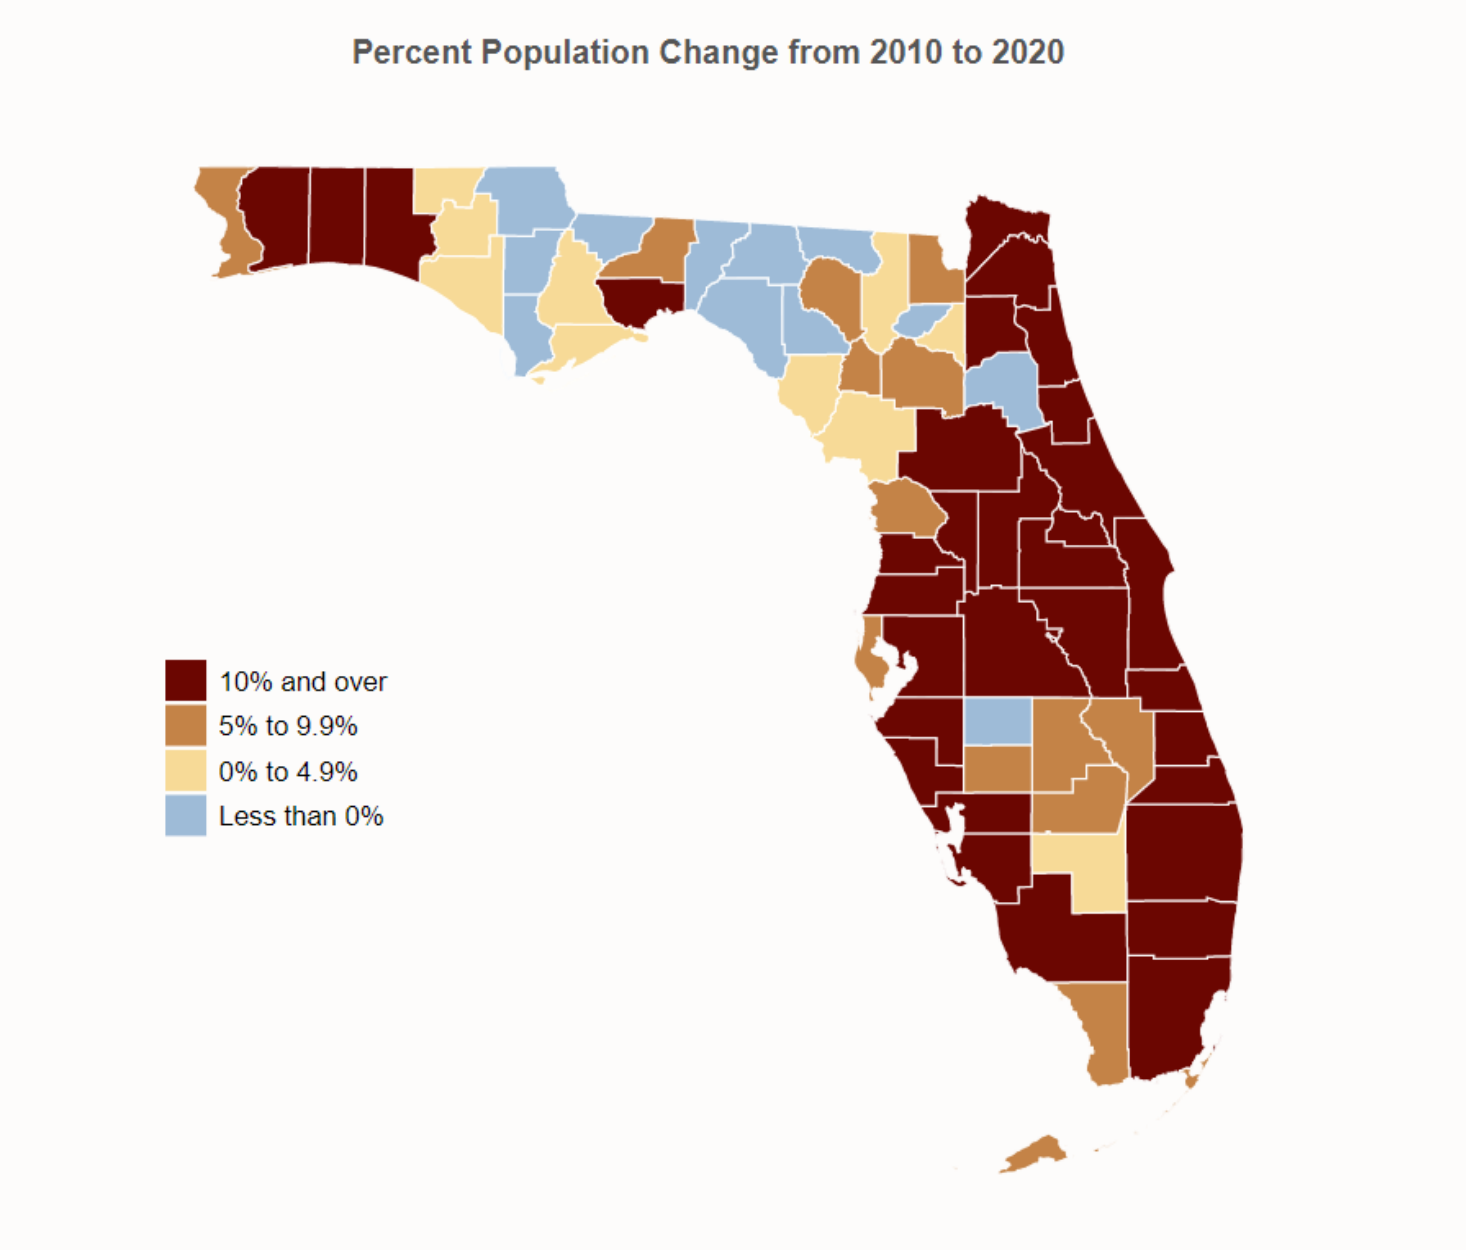 Percent Population Change from 2010 to 2020
10% and over
5% to 9.9%
0% to 4.9%
Less than 0%